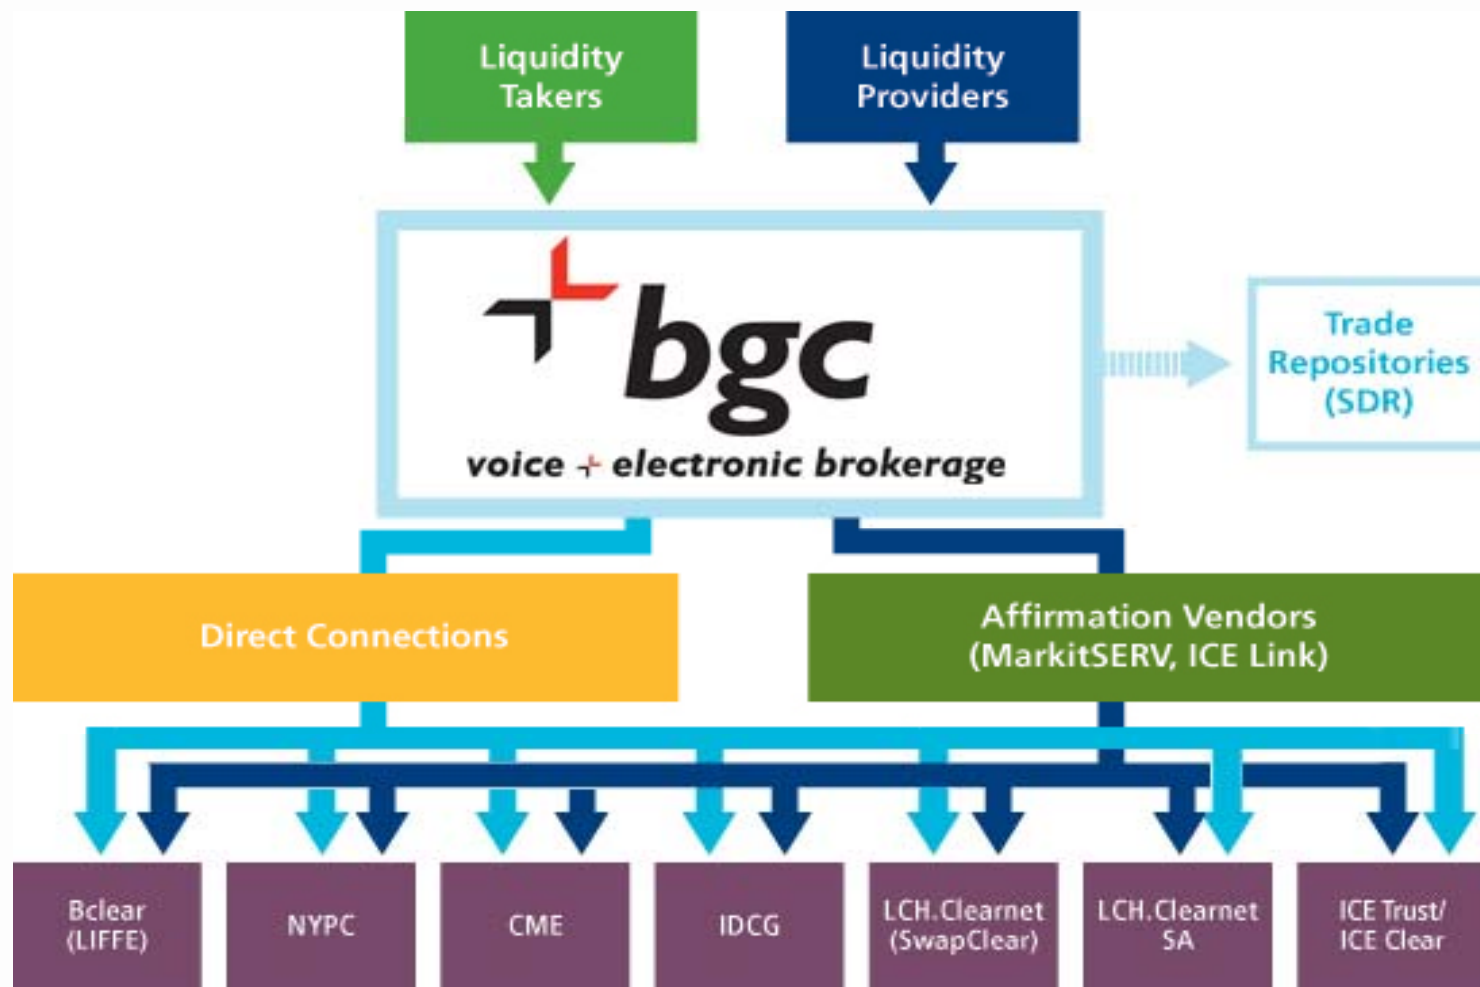 Liquidity
Takers
Liquidity
Providers
bgc
voice + electronic brokerage
Trade
Repositories
(SDR)
Direct Connections
Affirmation Vendors
(MarkitSERV, ICE Link)
Bclear
(LIFFE)
NYPC
CME
IDCG
LCH.Clearnet
(SwapClear)
LCH.Clearnet
SA
ICE Trust/
ICE Clear